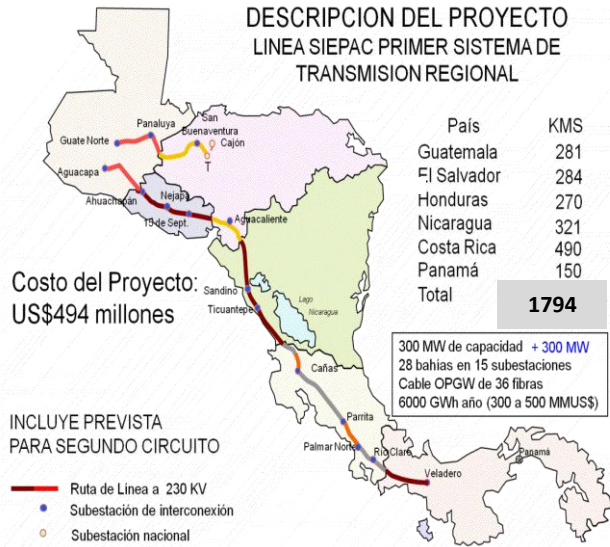 DESCRIPCION DEL PROYECTO
LINEA SIEPAC PRIMER SISTEMA DE
TRANSMISION REGIONAL
País KMS
Guatemala 281
El Salvador 284
Honduras 270
Nicaragua 321
Costa Rica 490
Panamá 150
Total 1794
San
Buenaventura
Panaluya
Cajón
Guate Norte
T
Aguacapa
Ahuachapán
Nejapa
15 de Sept.
Aguacaliente
Costo del Proyecto:
US$494 millones
Sandino
Lago
Nicaragua
Ticuantepe
300 MW de capacidad + 300 MW
28 bahias en 15 subestaciones
Cable OPGW de 36 fibras
6000 GWh año (300 a 500 MMUS$)
Cañas
Parrita
Palmar Norte
Río Claro
Panamá
Veladero
INCLUYE PREVISTA
PARA SEGUNDO CIRCUITO
Ruta de Línea a 230 KV
Subestación de interconexión
Subestación nacional